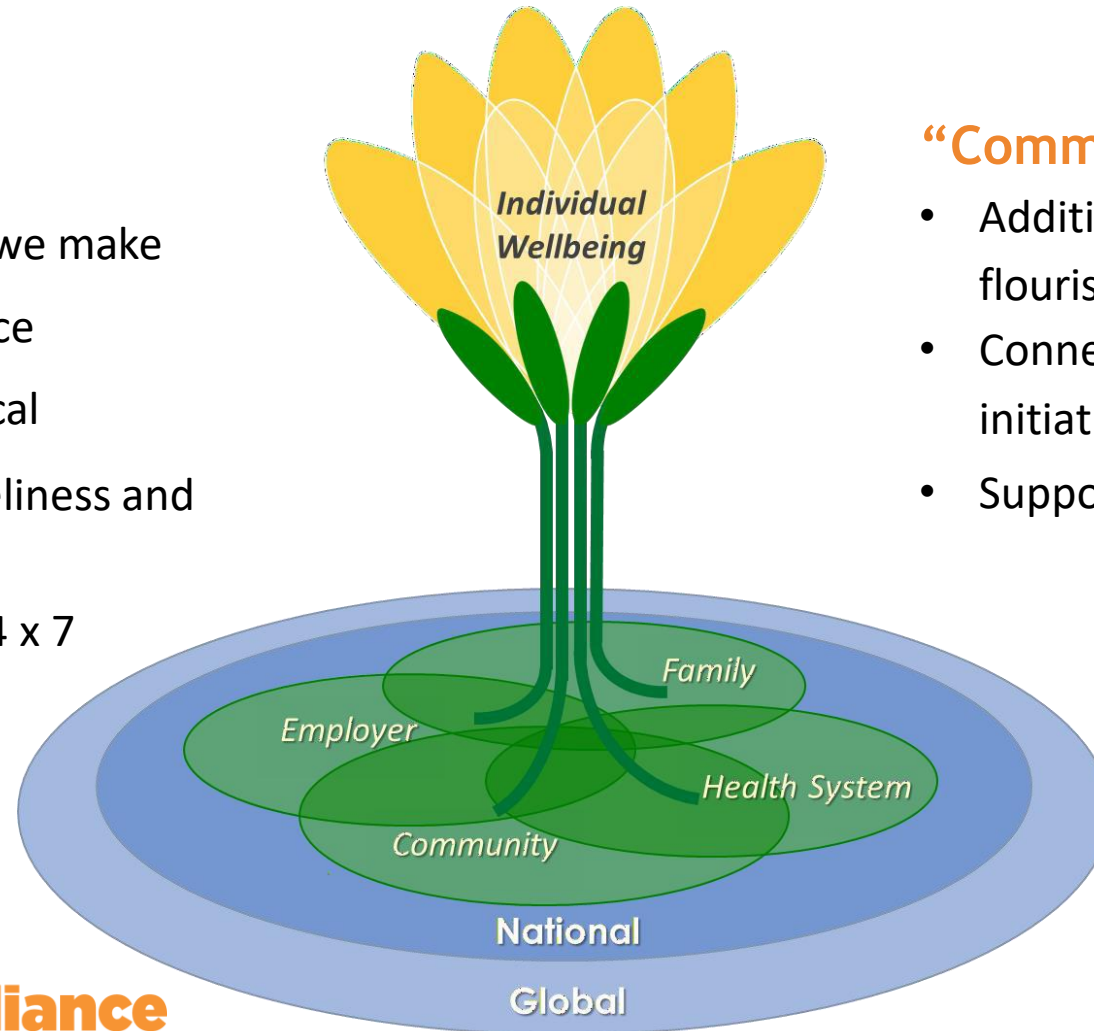 we make
ce
cal
liness and
4 x 7
Individual
Wellbeing
“Comm
Additi
flouris
Conne
initiat
Suppo
Family
Employer
Health System
Community
National
Global
liance